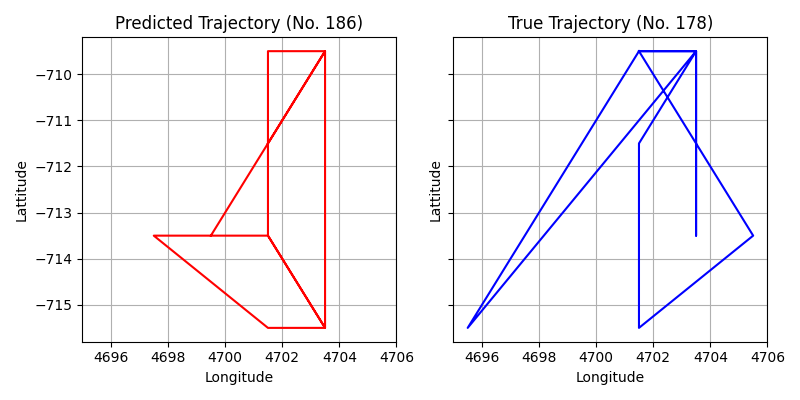 Predicted Trajectory (No. 186)
True Trajectory (No. 178)
−710
−711
−712
−713
−714
−715
Lattitude
Lattitude
4696 4698 4700 4702 4704 4706
4696 4698 4700 4702 4704 4706
Longitude
Longitude